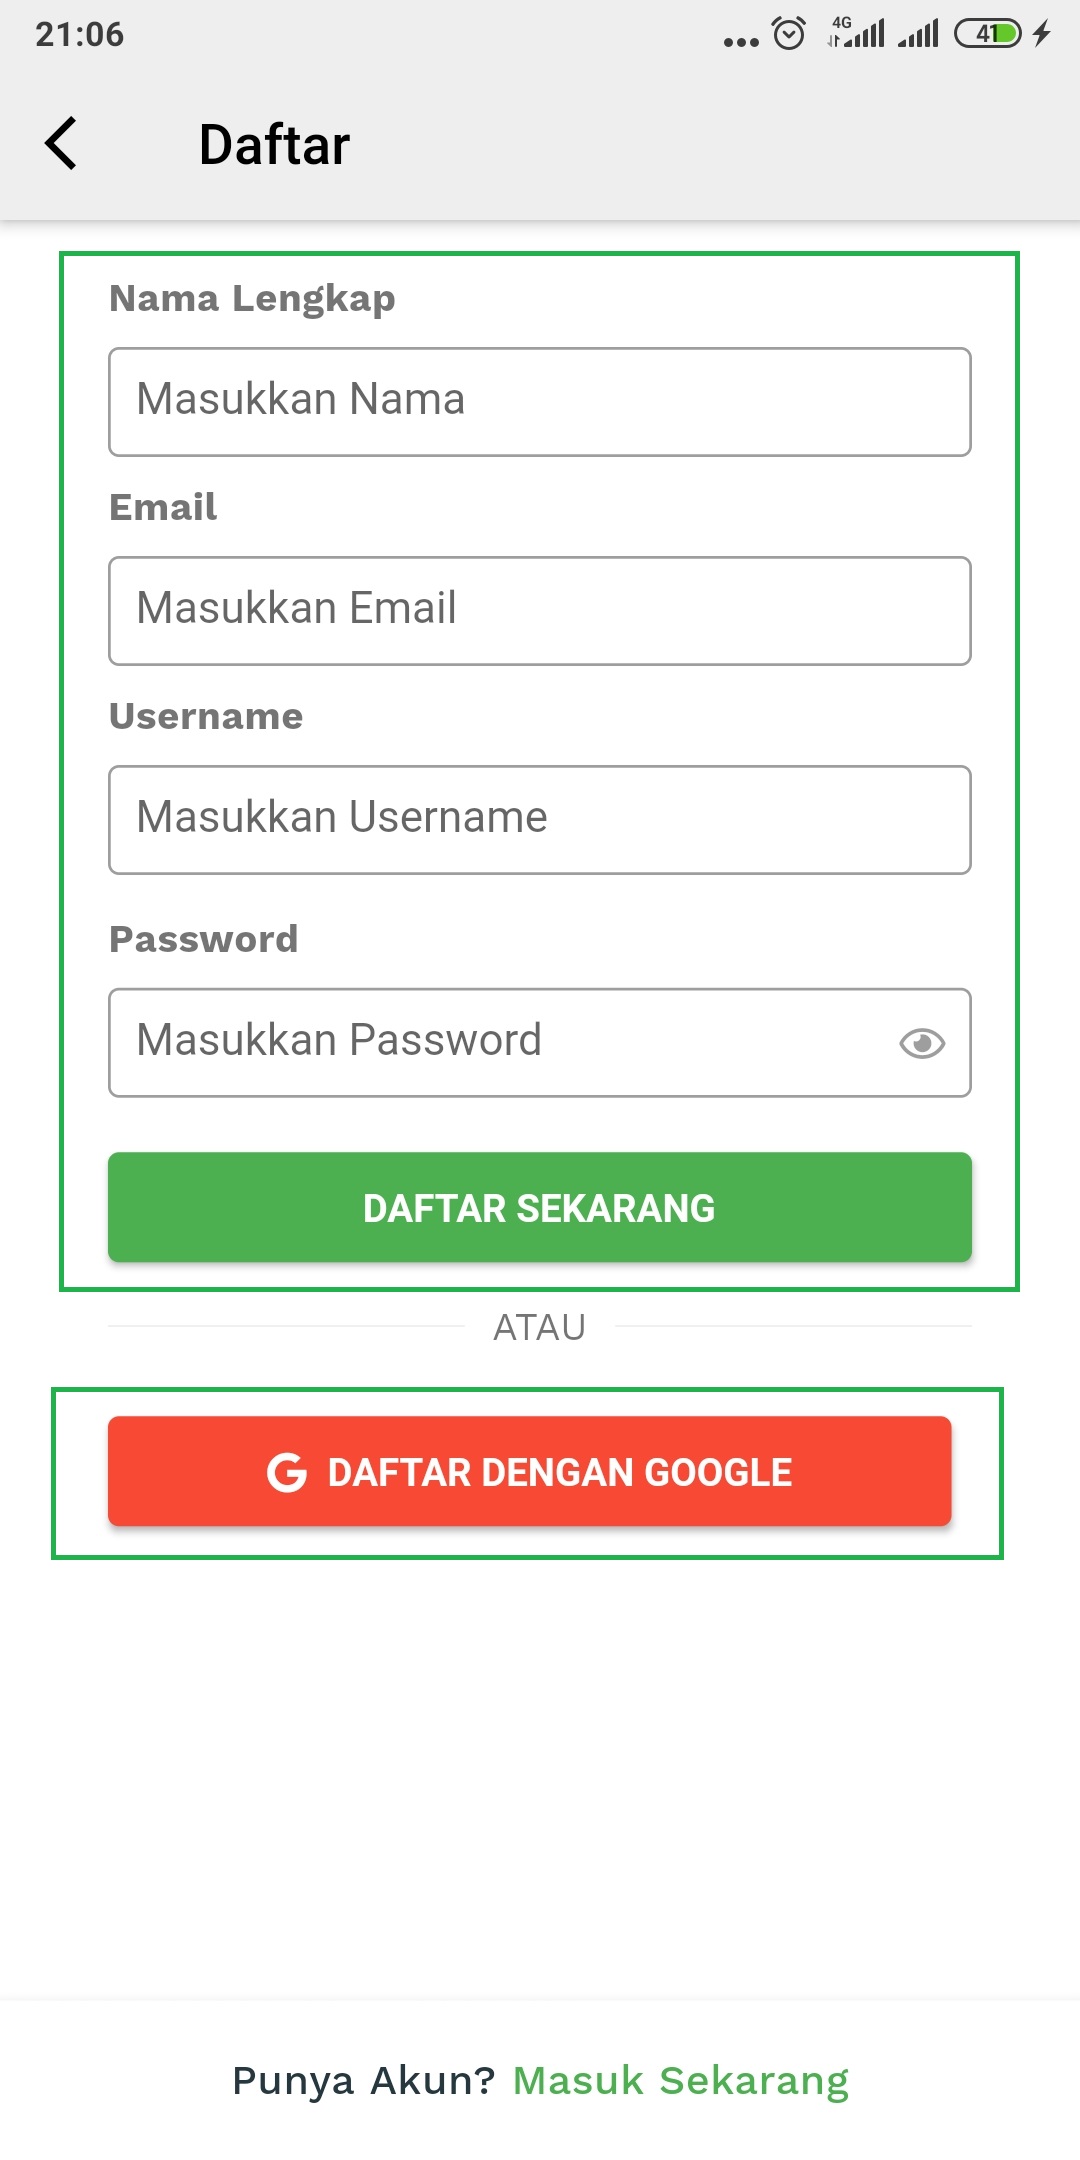 21:06
4G
41
Daftar
Nama Lengkap
Masukkan Nama
Email
Masukkan Email
Username
Masukkan Username
Password
Masukkan Password
DAFTAR SEKARANG
ATAU
G DAFTAR DENGAN GOOGLE
Punya Akun? Masuk Sekarang